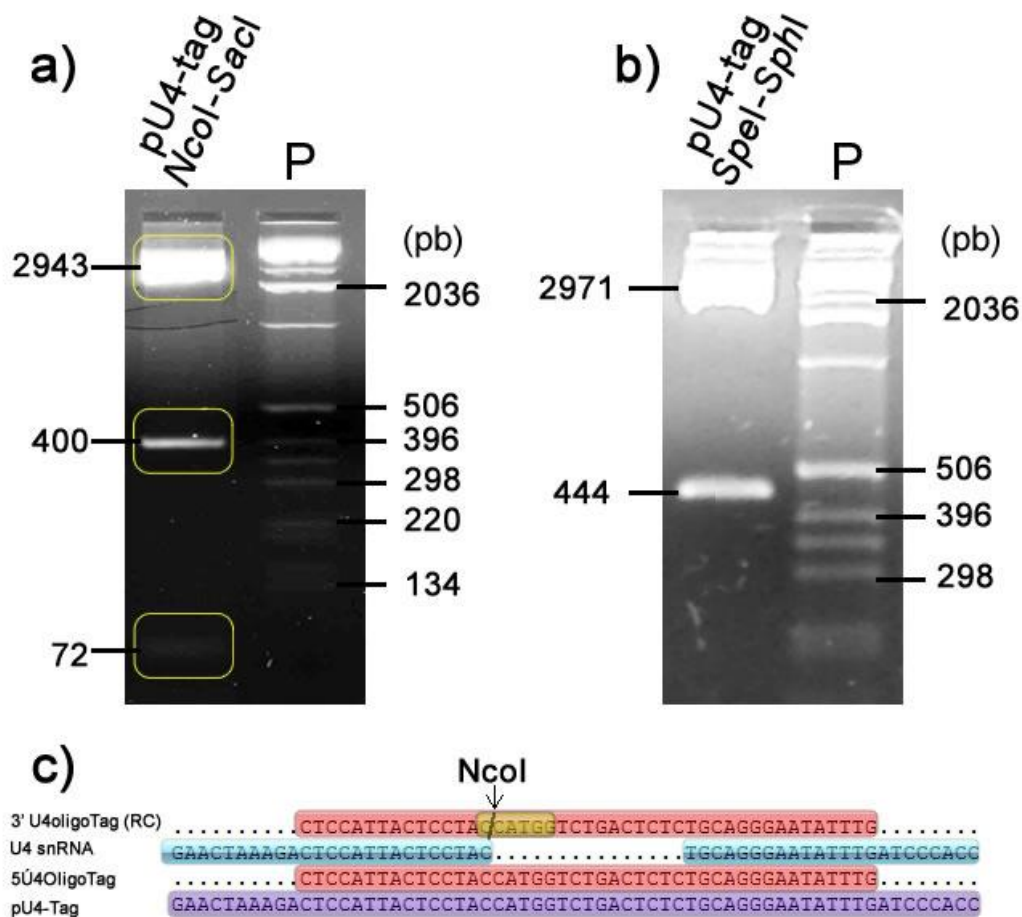 a)
pU4-tag
NcoI-SacI
P
(pb)
2943
2036
506
400
396
298
220
134
72
b)
pU4-tag
SpeI-SphI
P
(pb)
2971
2036
506
444
396
298
c)
NcoI
3' U4oligoTag (RC) ..........CTCCATTACTCCTACCATGGTCTGACTCTCTGCAGGGAATATTTG........
U4 snRNA GAACTAAAGACTCCATTACTCCTAC...............TGCAGGGAATATTTGATCCCACC
5Ú4OligoTag ..........CTCCATTACTCCTACCATGGTCTGACTCTCTGCAGGGAATATTTG........
pU4-Tag GAACTAAAGACTCCATTACTCCTACCATGGTCTGACTCTCTGCAGGGAATATTTGATCCCACC